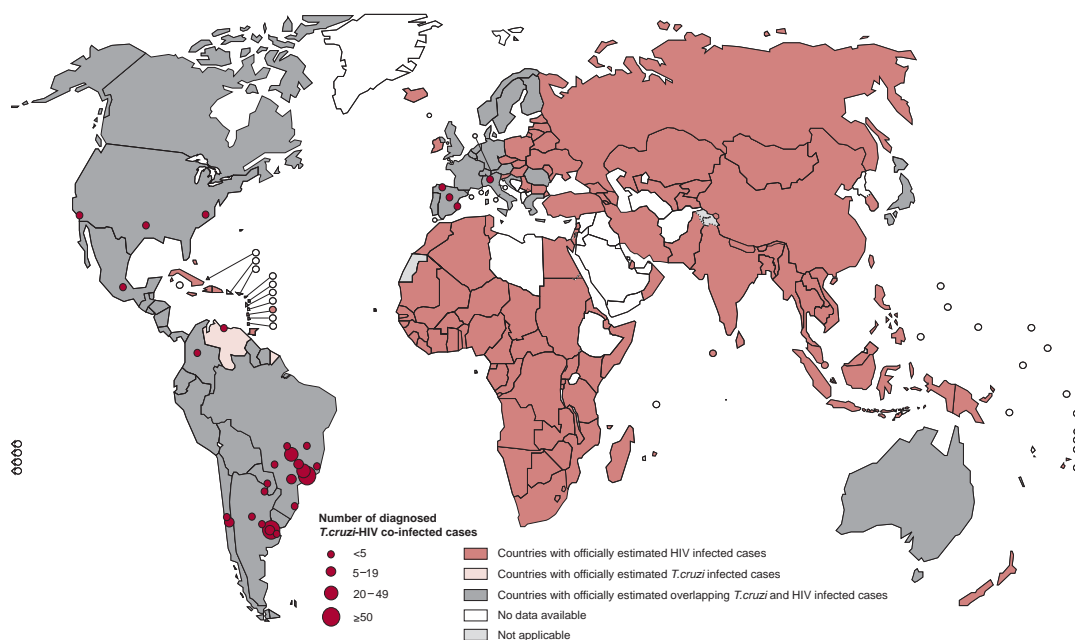 Number of diagnosed
T.cruzi-HIV co-infected cases
<5
5–19
20–49
≥50
Countries with officially estimated HIV infected cases
Countries with officially estimated T.cruzi infected cases
Countries with officially estimated overlapping T.cruzi and HIV infected cases
No data available
Not applicable